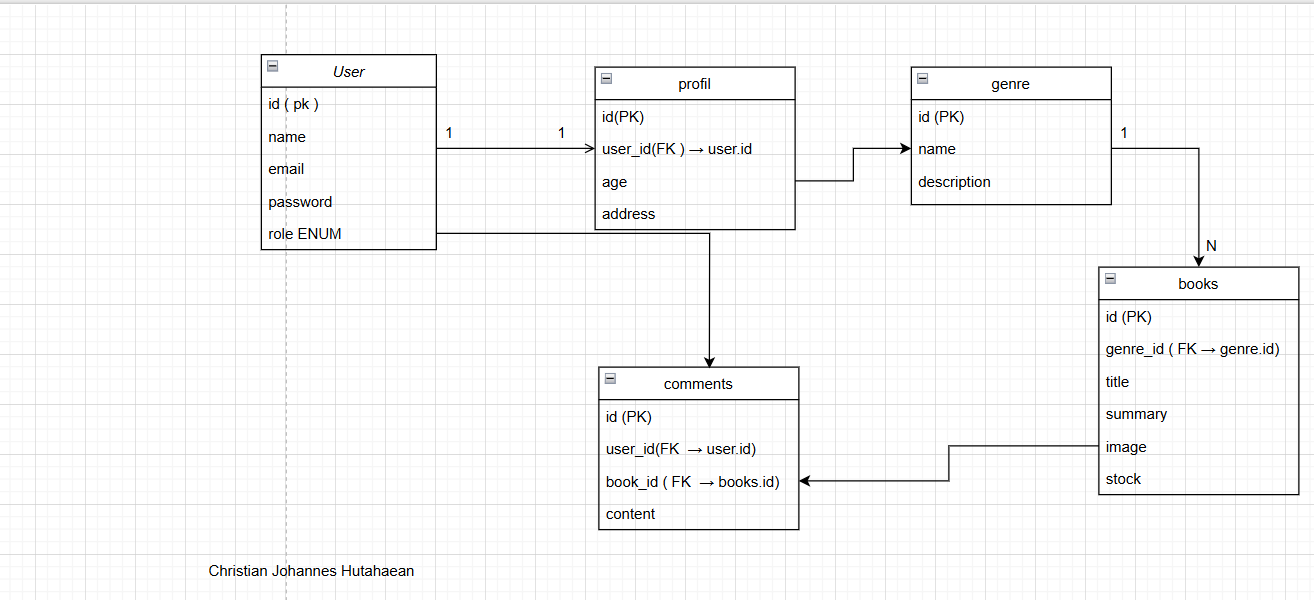 User
id ( pk )
name
email
password
role ENUM
1
1
profil
id(PK)
user_id(FK ) → user.id
age
address
genre
id (PK)
name
description
1
N
books
id (PK)
genre_id ( FK → genre.id)
title
summary
image
stock
comments
id (PK)
user_id(FK → user.id)
book_id ( FK → books.id)
content
Christian Johannes Hutahaean